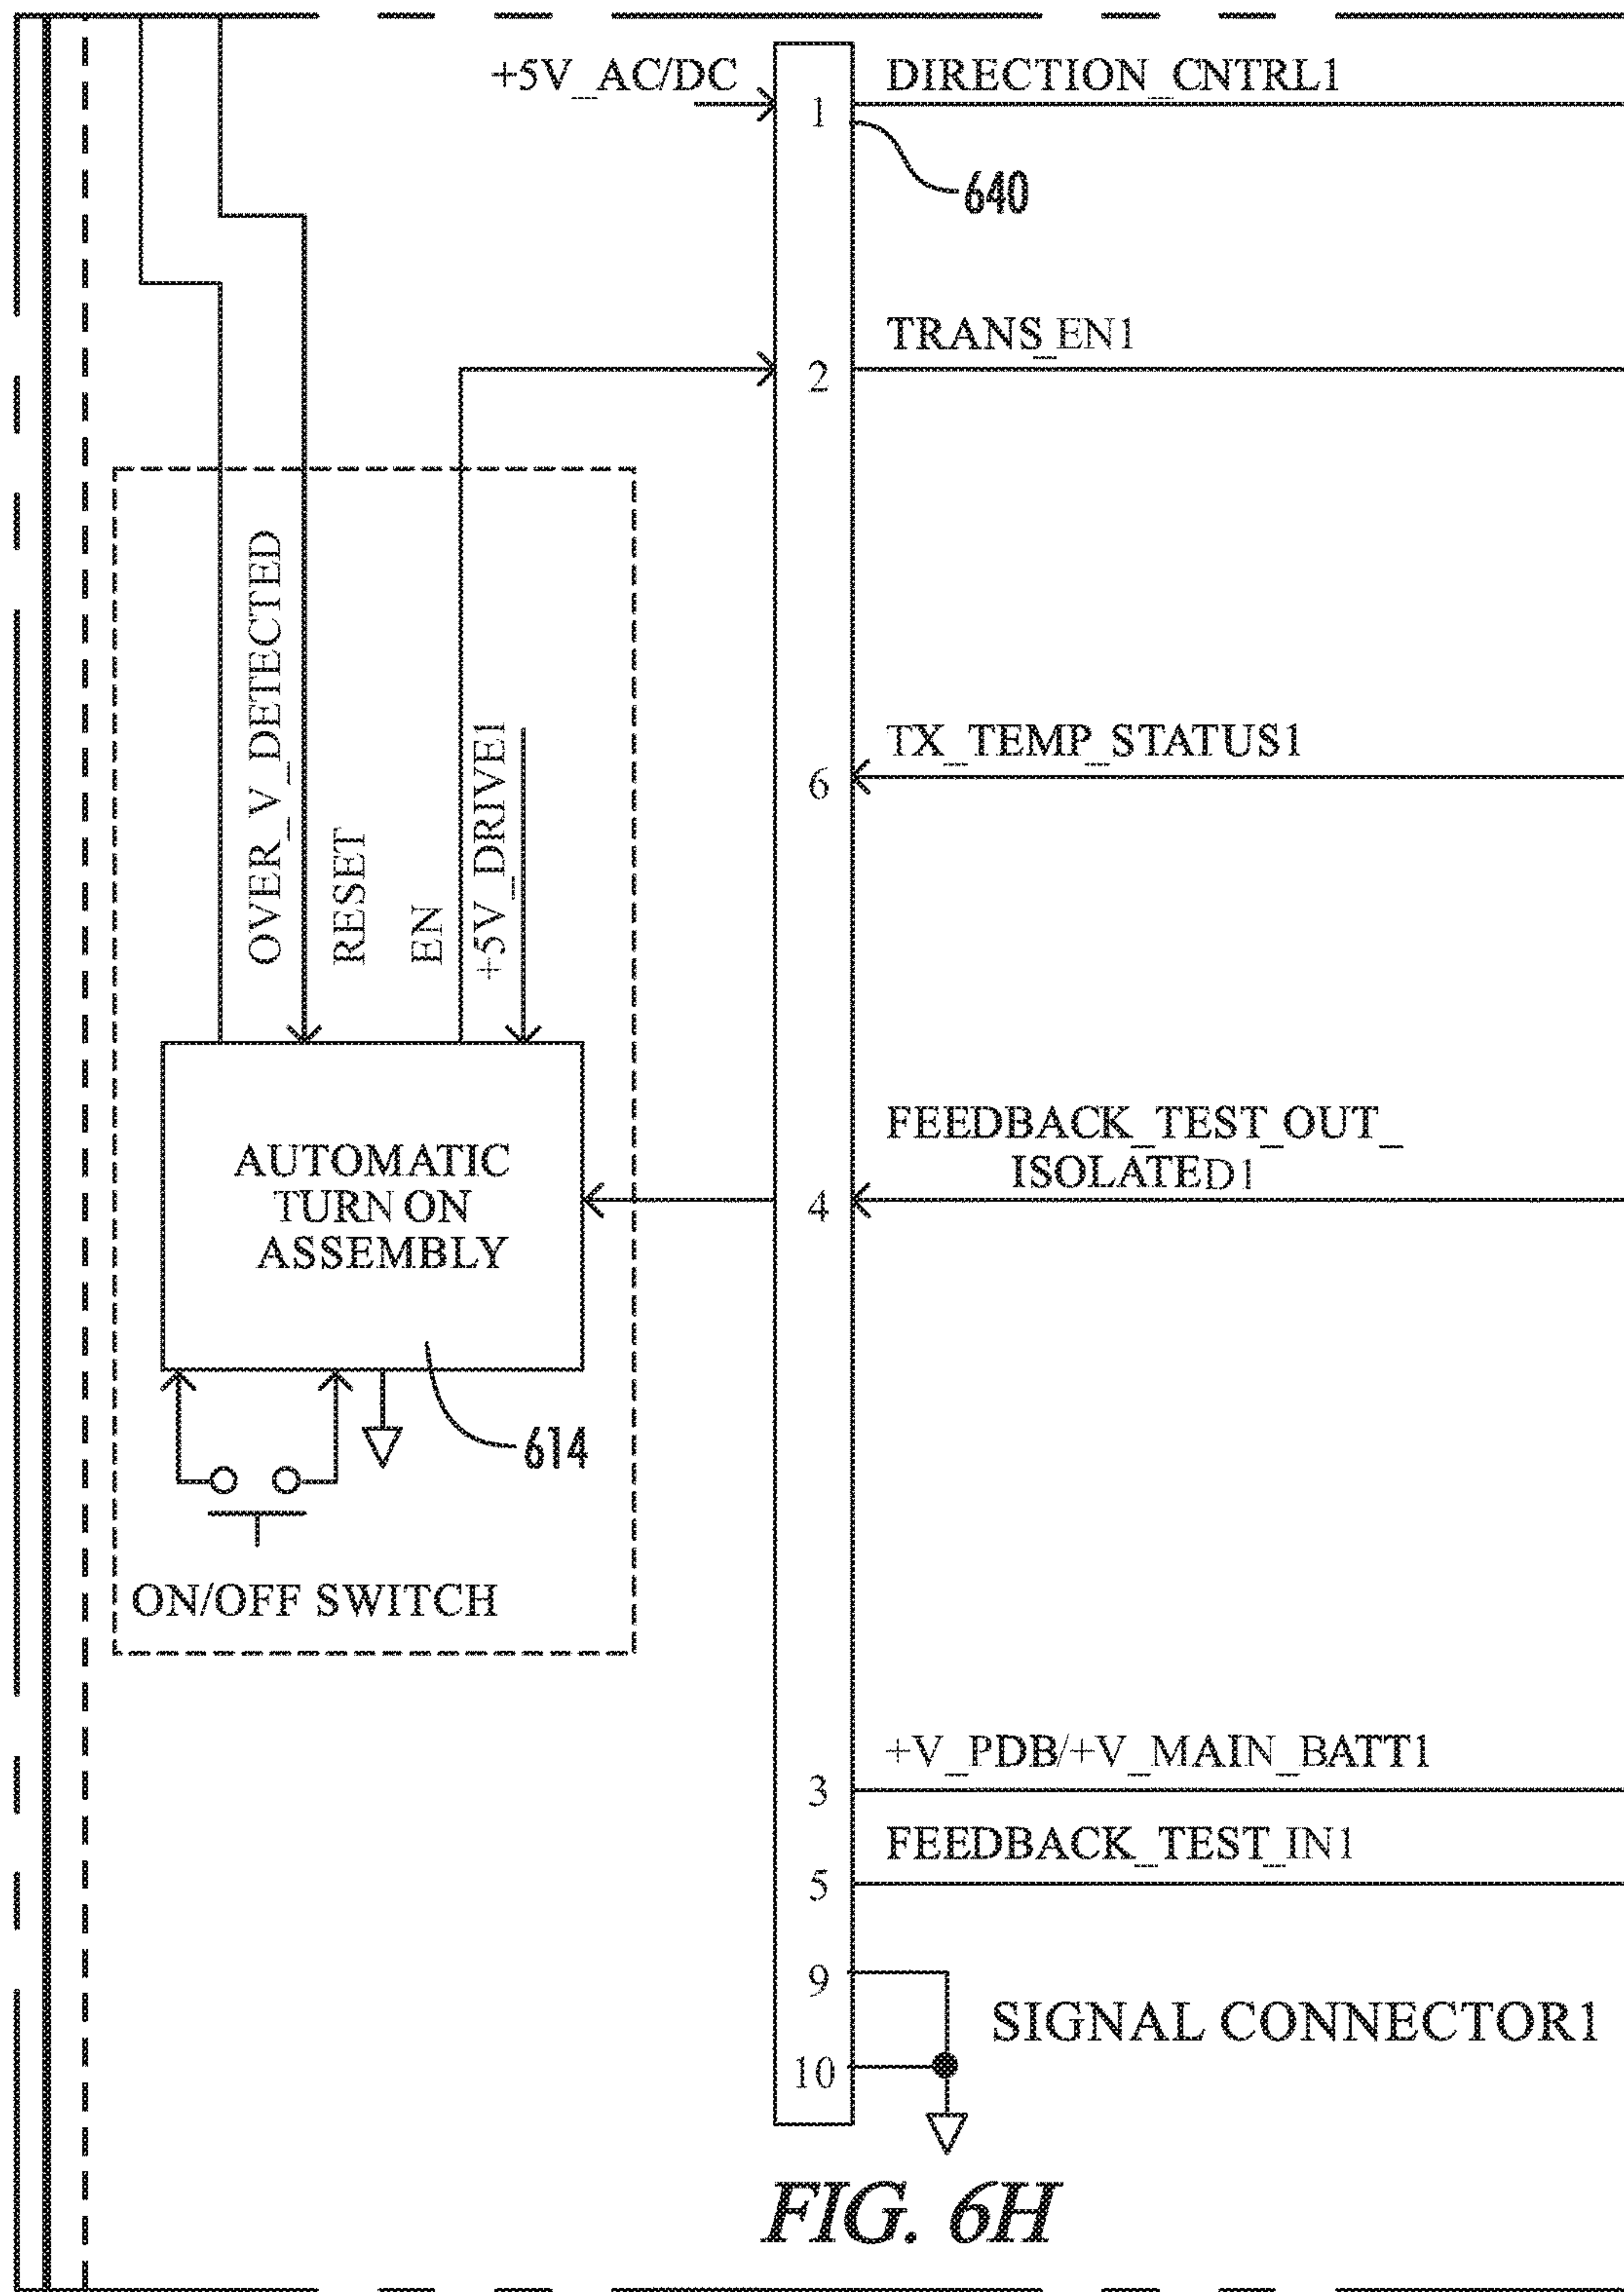 +5V_AC/DC
1
DIRECTION_CNTRL1
640
2
TRANS_EN1
OVER_V_DETECTED
RESET
EN
+5V_DRIVE1
6
TX_TEMP_STATUS1
AUTOMATIC
TURN ON
ASSEMBLY
4
FEEDBACK_TEST_OUT_
ISOLATED1
614
ON/OFF SWITCH
+V_PDB/+V_MAIN_BATT1
3
FEEDBACK_TEST_IN1
5
9
SIGNAL CONNECTOR1
10
FIG. 6H